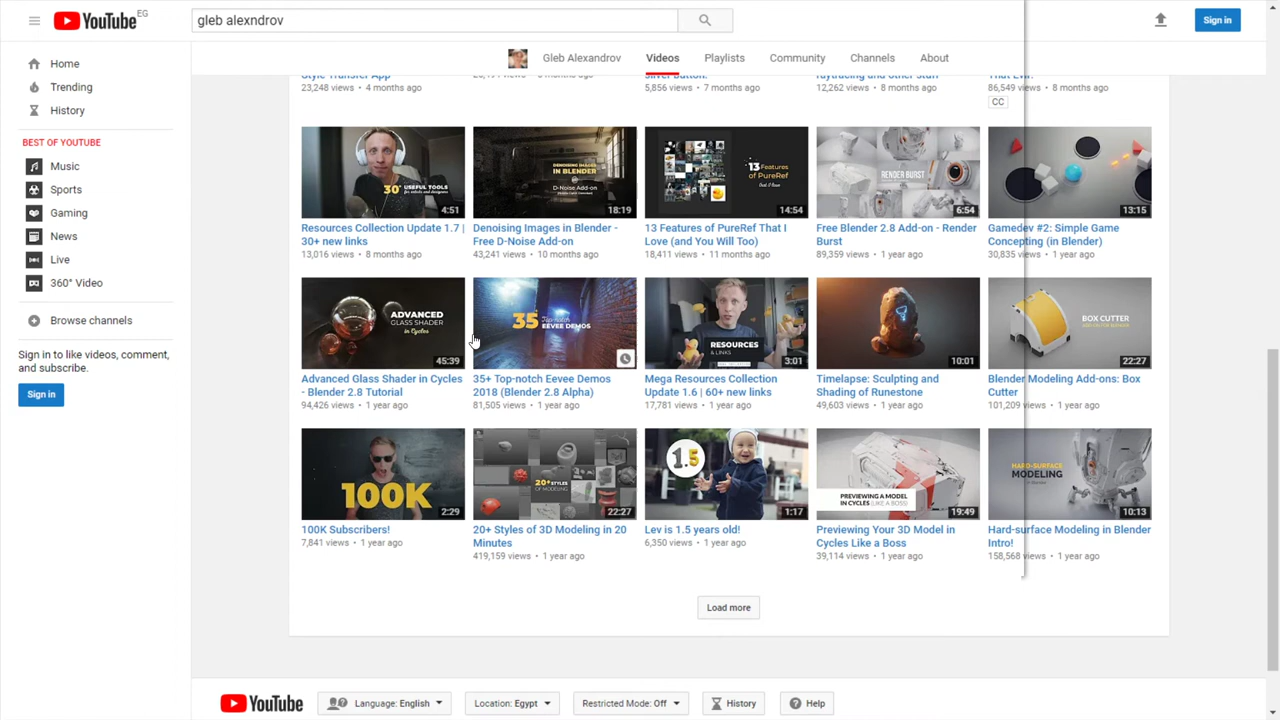 YouTube EG
gleb alexndrov
Sign in
Home
Trending
History
BEST OF YOUTUBE
Music
Sports
Gaming
News
Live
360° Video
Browse channels
Sign in to like videos, comment,
and subscribe.
Sign in
Gleb Alexandrov
Videos
Playlists
Community
Channels
About
Style Transfer App
23,248 views • 4 months ago
Silver Button!
5,856 views • 7 months ago
12,262 views • 8 months ago
86,549 views • 8 months ago
CC
30+ USEFUL TOOLS
4:51
Resources Collection Update 1.7 |
30+ new links
13,016 views • 8 months ago
DENOISING IMAGES
IN BLENDER
D-Noise Add-on
18:19
Denoising Images in Blender -
Free D-Noise Add-on
43,241 views • 10 months ago
13 Features
of PureRef
14:54
13 Features of PureRef That I
Love (and You Will Too)
18,411 views • 11 months ago
RENDER BURST
6:54
Free Blender 2.8 Add-on - Render
Burst
89,359 views • 1 year ago
13:15
Gamedev #2: Simple Game
Concepting (in Blender)
30,835 views • 1 year ago
ADVANCED
GLASS SHADER
in Cycles
45:39
Advanced Glass Shader in Cycles
- Blender 2.8 Tutorial
94,426 views • 1 year ago
35 Top-notch
EEVEE DEMOS
35+ Top-notch Eevee Demos
2018 (Blender 2.8 Alpha)
81,505 views • 1 year ago
RESOURCES
& LINKS
3:01
Mega Resources Collection
Update 1.6 | 60+ new links
17,781 views • 1 year ago
10:01
Timelapse: Sculpting and
Shading of Runestone
49,603 views • 1 year ago
BOX CUTTER
22:27
Blender Modeling Add-ons: Box
Cutter
101,209 views • 1 year ago
100K
2:29
100K Subscribers!
7,841 views • 1 year ago
20+ STYLES
OF MODELING
22:27
20+ Styles of 3D Modeling in 20
Minutes
419,159 views • 1 year ago
1.5
1:17
Lev is 1.5 years old!
6,350 views • 1 year ago
PREVIEWING A MODEL
IN CYCLES (LIKE A BOSS)
19:49
Previewing Your 3D Model in
Cycles Like a Boss
39,114 views • 1 year ago
HARD-SURFACE
MODELING
10:13
Hard-surface Modeling in Blender
Intro!
158,568 views • 1 year ago
Load more
YouTube
Language: English
Location: Egypt
Restricted Mode: Off
History
Help